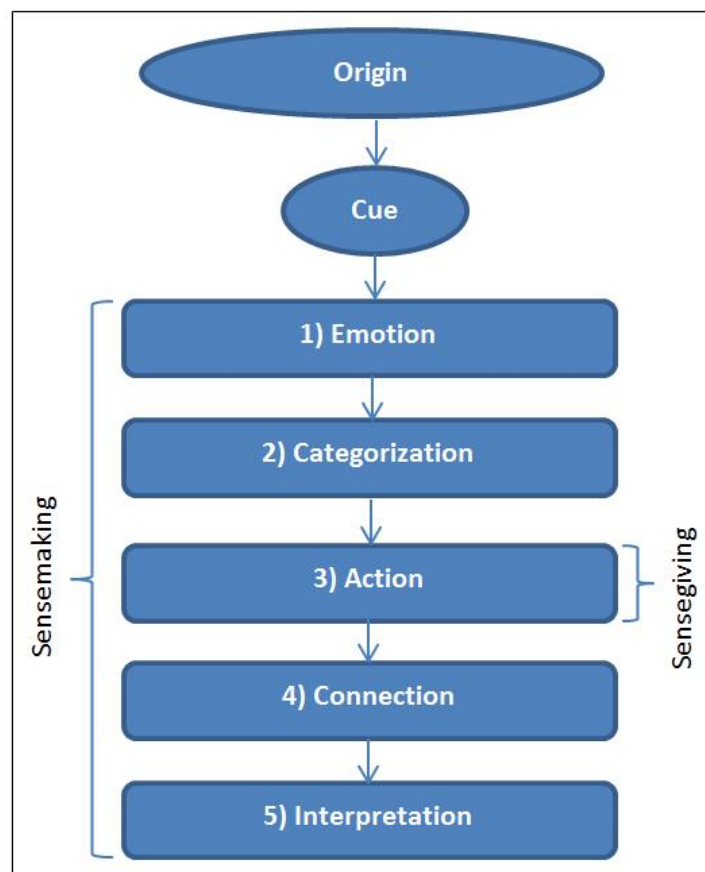 Origin
Cue
1) Emotion
2) Categorization
3) Action
4) Connection
5) Interpretation
Sensemaking
Sensegiving